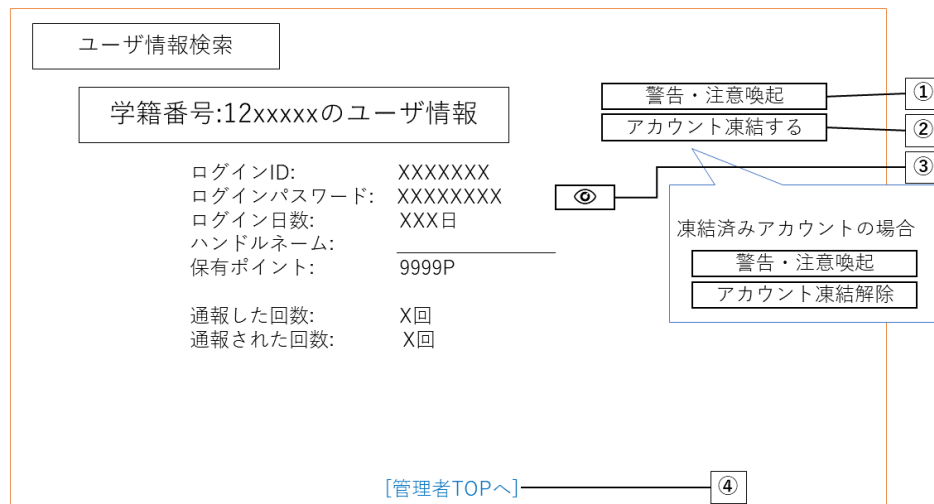 ユーザ情報検索
学籍番号:12xxxxxのユーザ情報
警告・注意喚起
①
アカウント凍結する
②
③
ログインID: XXXXXXX
ログインパスワード: XXXXXXXX
ログイン日数: XXX日
ハンドルネーム:
保有ポイント: 9999P
通報した回数: X回
通報された回数: X回
凍結済みアカウントの場合
警告・注意喚起
アカウント凍結解除
[管理者TOPへ]
④